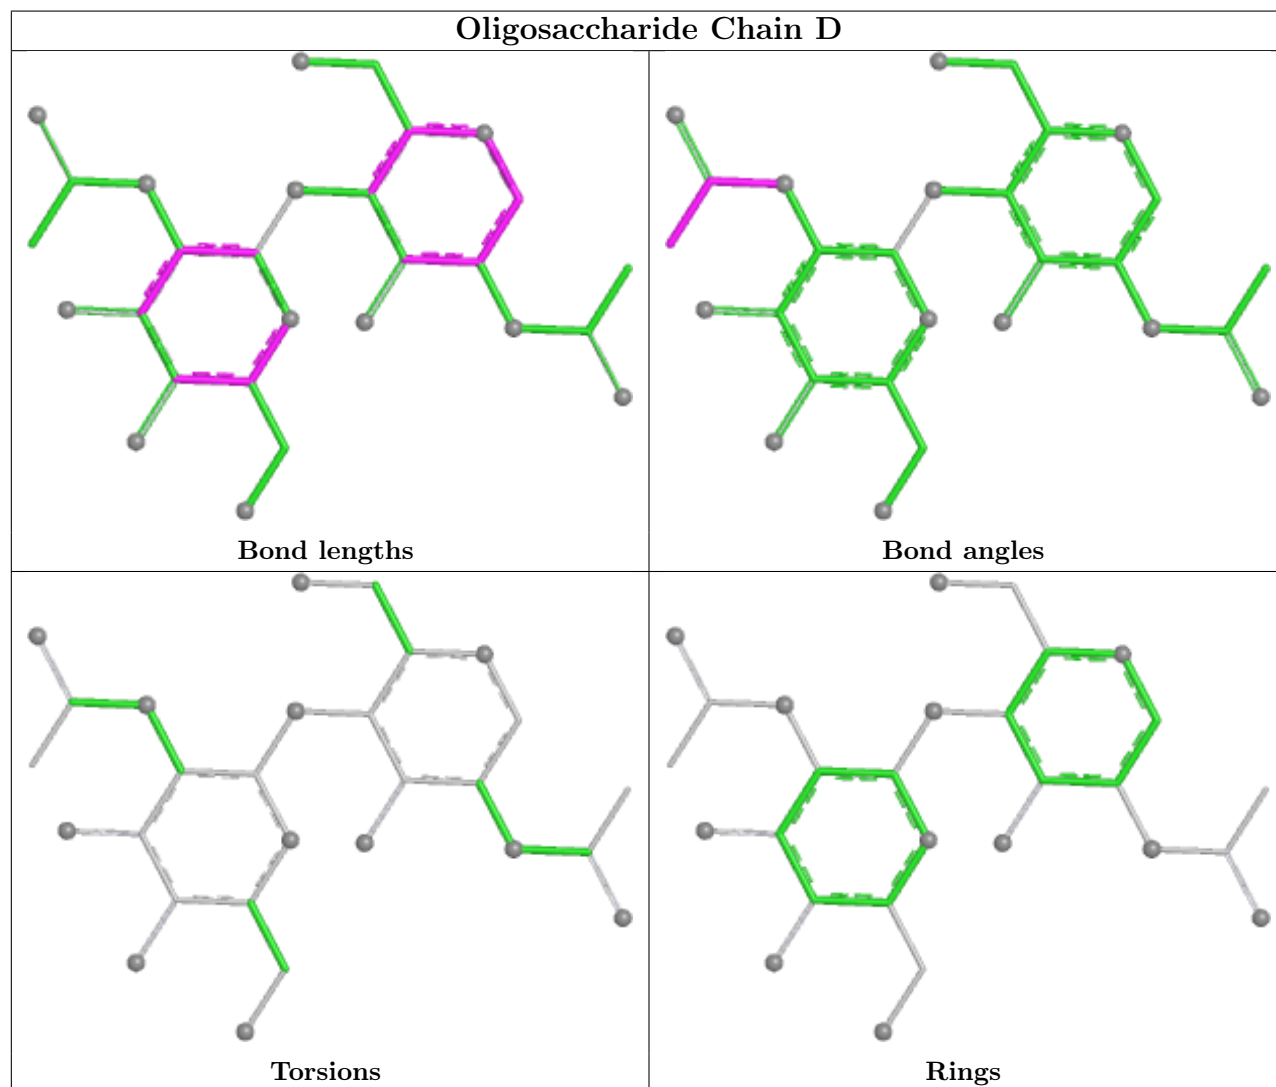 Oligosaccharide Chain D
Bond lengths
Bond angles
Torsions
Rings